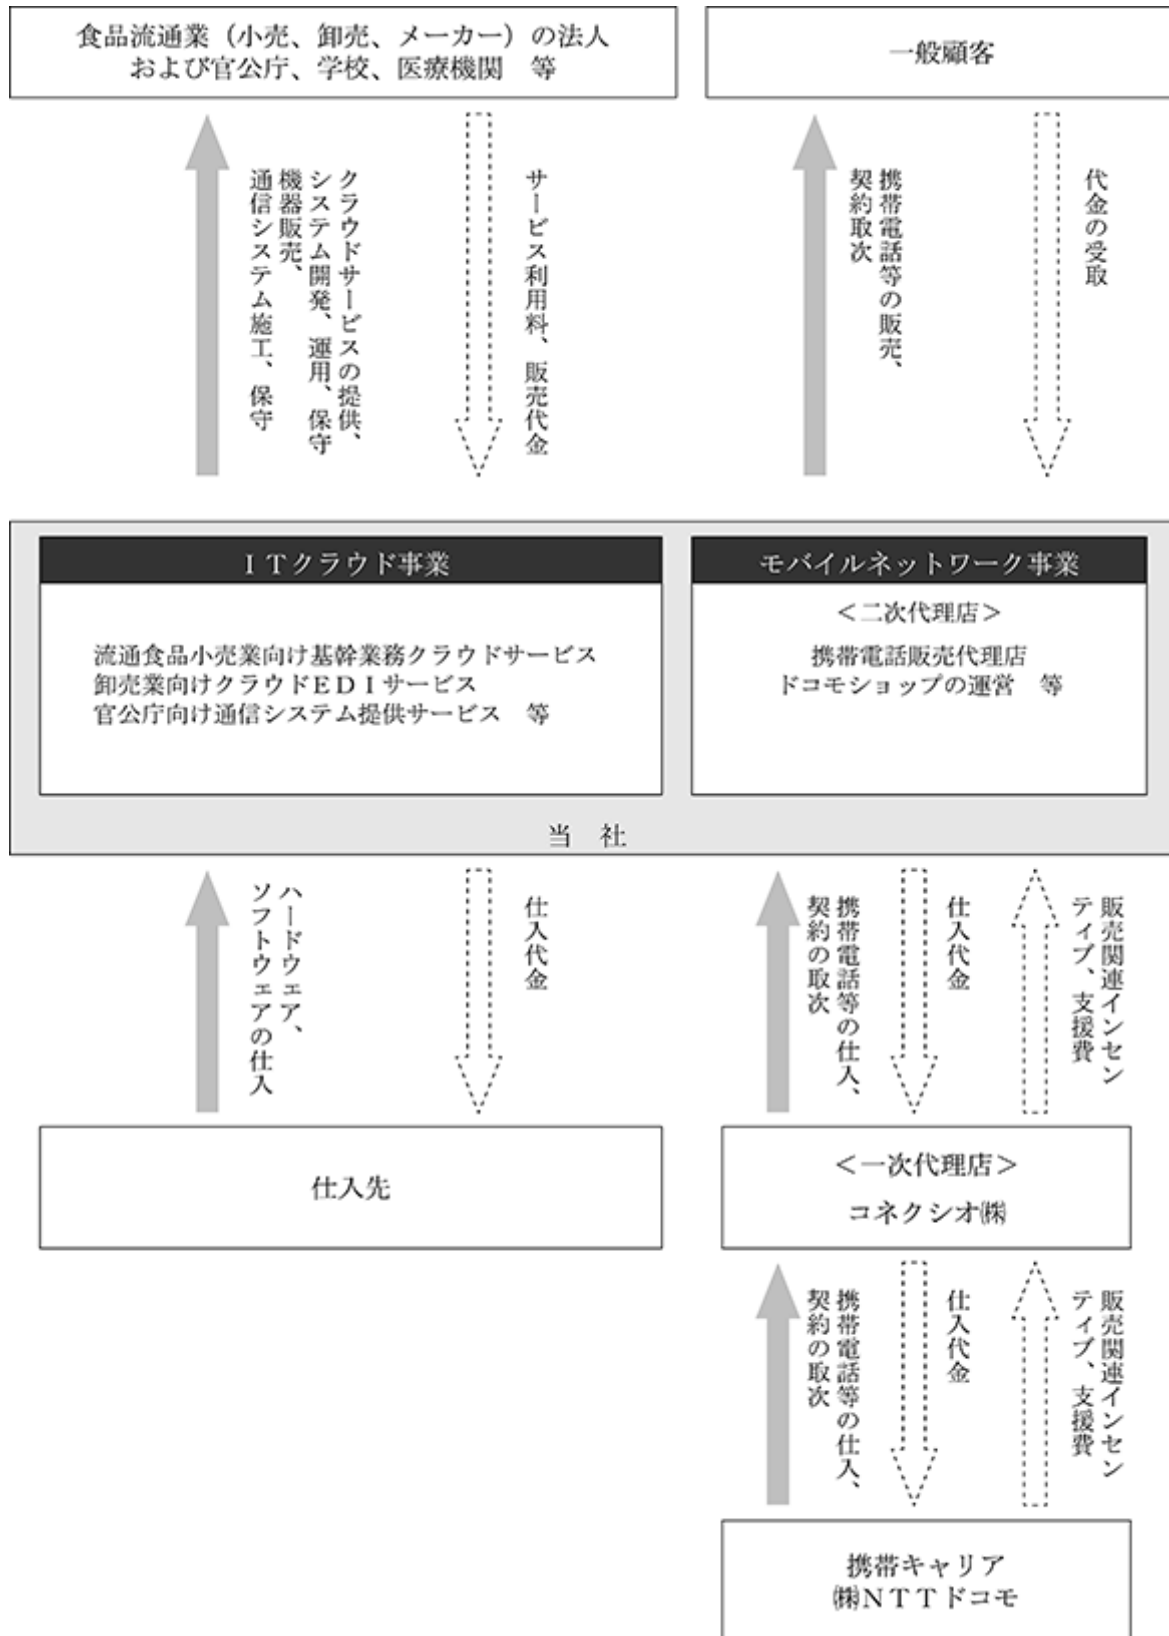 食品流通業（小売、卸売、メーカー）の法人
および官公庁、学校、医療機関　等
一般顧客
クラウドサービスの提供、
システム開発、運用、保守
機器販売、
通信システム施工、保守
サービス利用料、販売代金
携帯電話等の販売、
契約取次
代金の受取
ＩＴクラウド事業
流通食品小売業向け基幹業務クラウドサービス
卸売業向けクラウドＥＤＩサービス
官公庁向け通信システム提供サービス　等
モバイルネットワーク事業
＜二次代理店＞
携帯電話販売代理店
ドコモショップの運営　等
当　社
ハードウェア、
ソフトウェアの仕入
仕入代金
携帯電話等の仕入、
契約の取次
仕入代金
販売関連インセン
ティブ、支援費
仕入先
＜一次代理店＞
コネクシオ㈱
携帯電話等の仕入、
契約の取次
仕入代金
販売関連インセン
ティブ、支援費
携帯キャリア
㈱ＮＴＴドコモ